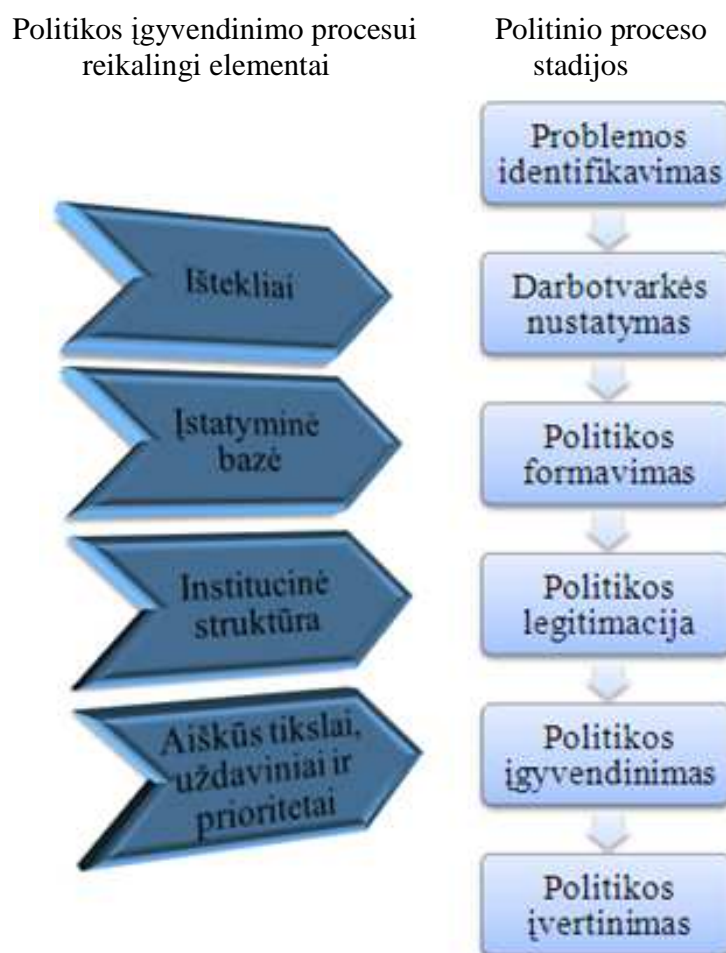 Politikos įgyvendinimo procesui
reikalingi elementai
Politinio proceso
stadijos
Ištekliai
Įstatyminė
bazė
Institucinė
struktūra
Aiškūs tikslai,
uždaviniai ir
prioritetai
Problemos
identifikavimas
Darbotvarkės
nustatymas
Politikos
formavimas
Politikos
legitimacija
Politikos
įgyvendinimas
Politikos
įvertinimas